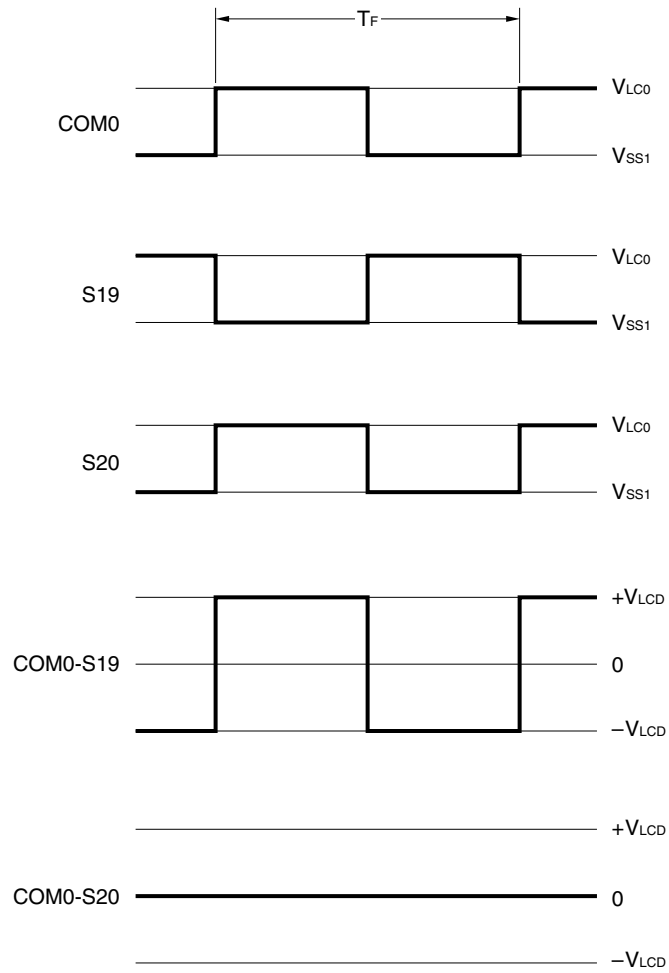 TF
COM0
VLC0
VSS1
S19
VLC0
VSS1
S20
VLC0
VSS1
COM0-S19
+VLCD
0
−VLCD
COM0-S20
+VLCD
0
−VLCD